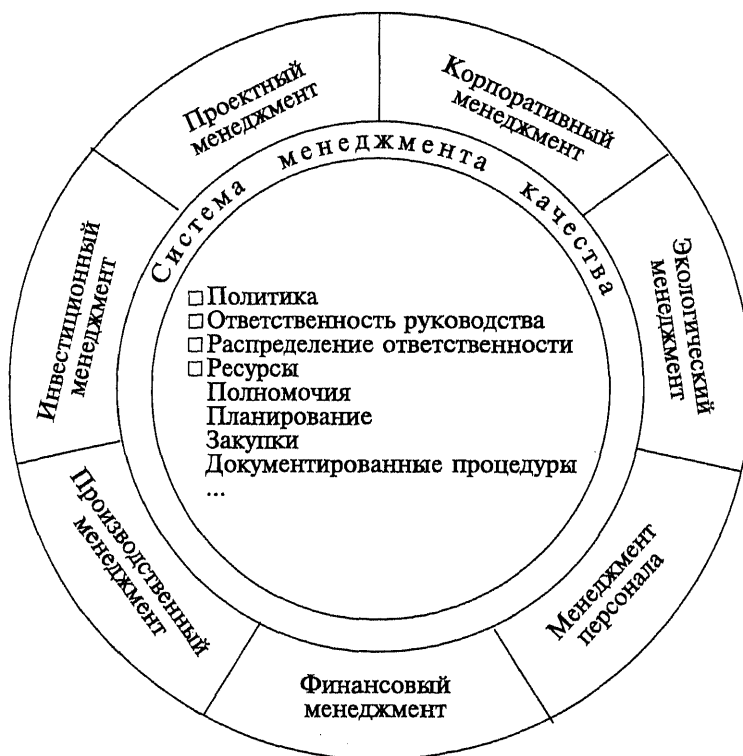 Проектный
менеджмент
Корпоративный
менеджмент
Система менеджмента качества
Инвестиционный
менеджмент
Экологический
менеджмент
□ Политика
□ Ответственность руководства
□ Распределение ответственности
□ Ресурсы
Полномочия
Планирование
Закупки
Документированные процедуры
...
Производственный
менеджмент
Менеджмент
персонала
Финансовый
менеджмент